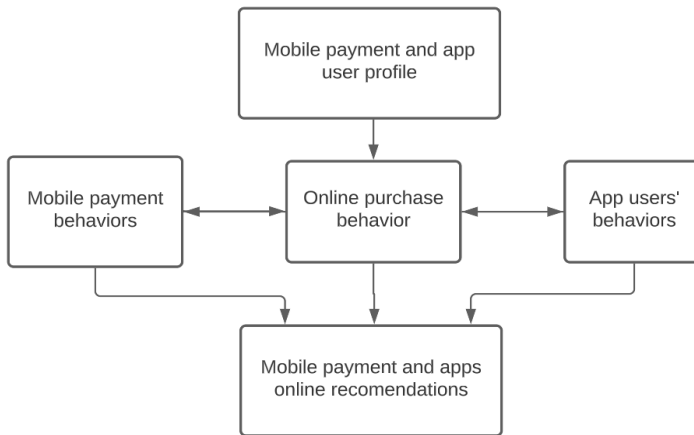 Mobile payment and app
user profile
Mobile payment
behaviors
Online purchase
behavior
App users'
behaviors
Mobile payment and apps
online recomendations